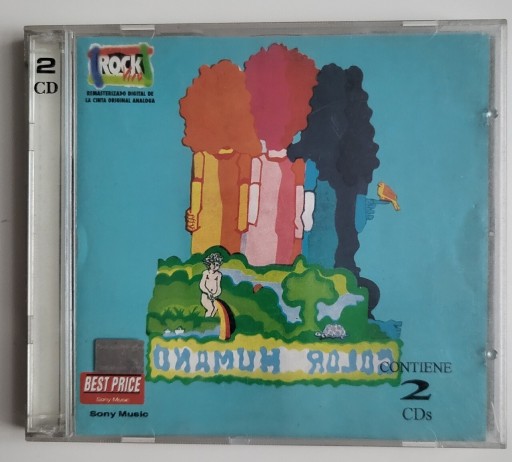 2
CD
ROCK
REMASTERIZADO DIGITAL DE
LA CINTA ORIGINAL ANALOGA
COLOR HUMANO
CONTIENE
2
CDs
BEST PRICE
Sony Music
Sony Music